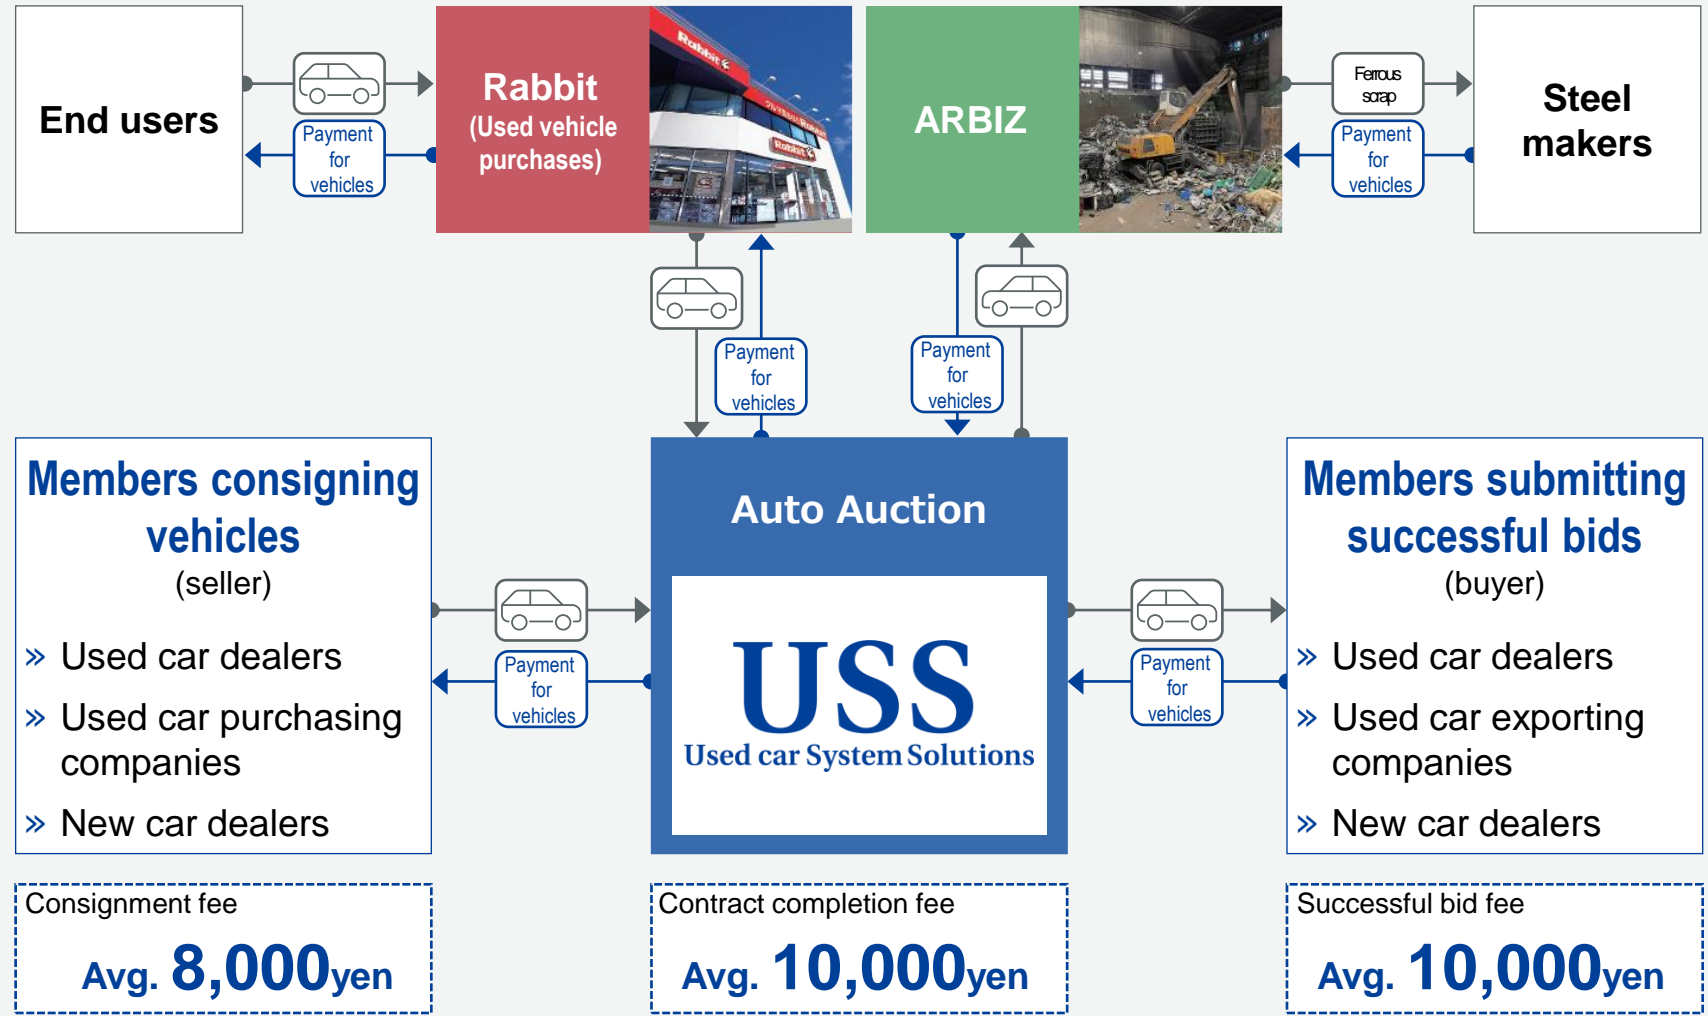 End users
Payment
for
vehicles
Rabbit
(Used vehicle
purchases)
Rabbit
Rabbit
ARBIZ
Ferrous
scrap
Payment
for
vehicles
Steel
makers
Payment
for
vehicles
Payment
for
vehicles
Members consigning
vehicles
(seller)
» Used car dealers
» Used car purchasing
companies
» New car dealers
Payment
for
vehicles
Auto Auction
USS
Used car System Solutions
Payment
for
vehicles
Members submitting
successful bids
(buyer)
» Used car dealers
» Used car exporting
companies
» New car dealers
Consignment fee
Avg. 8,000yen
Contract completion fee
Avg. 10,000yen
Successful bid fee
Avg. 10,000yen